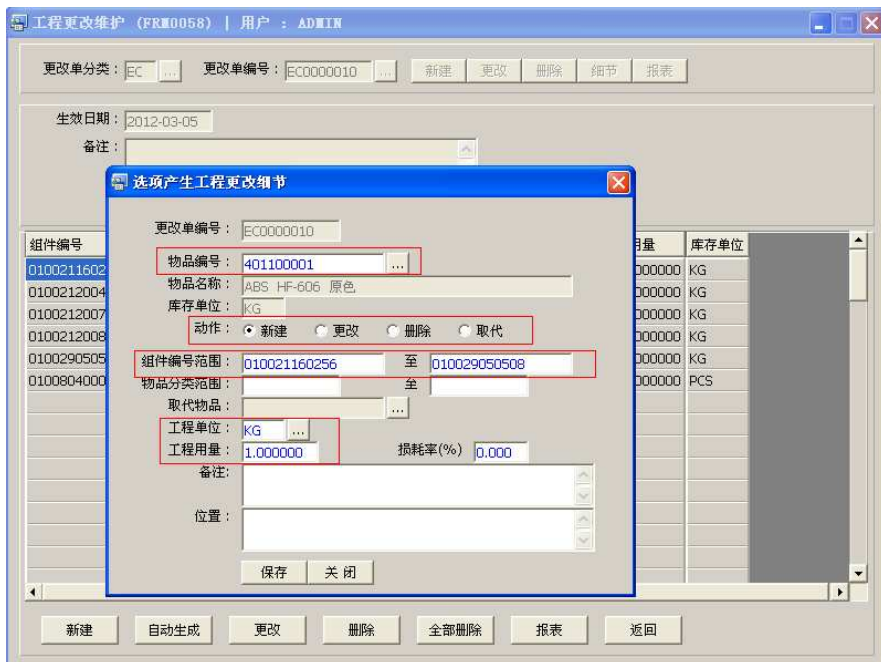 工程更改维护 (FRM0058) | 用户 : ADMIN
更改单分类： EC ... 更改单编号： EC0000010 ... 新建 更改 删除 细节 报表
生效日期： 2012-03-05
备注：
选项产生工程更改细节
更改单编号： EC0000010
物品编号： 401100001 ...
物品名称： ABS HF-606 原色
库存单位： KG
动作： 新建 更改 删除 取代
组件编号范围： 010021160256 至 010029050508
物品分类范围： 至
取代物品： ...
工程单位： KG ...
工程用量： 1.000000 损耗率(%) 0.000
备注:
位置：
保存 关闭
组件编号 用量 库存单位
0100211602 000000 KG
0100212004 000000 KG
0100212007 000000 KG
0100212008 000000 KG
0100290505 000000 KG
0100804000 000000 PCS
新建 自动生成 更改 删除 全部删除 报表 返回